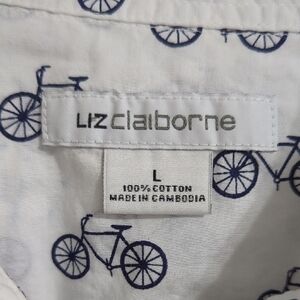 Liz claiborne
L
100% COTTON
MADE IN CAMBODIA